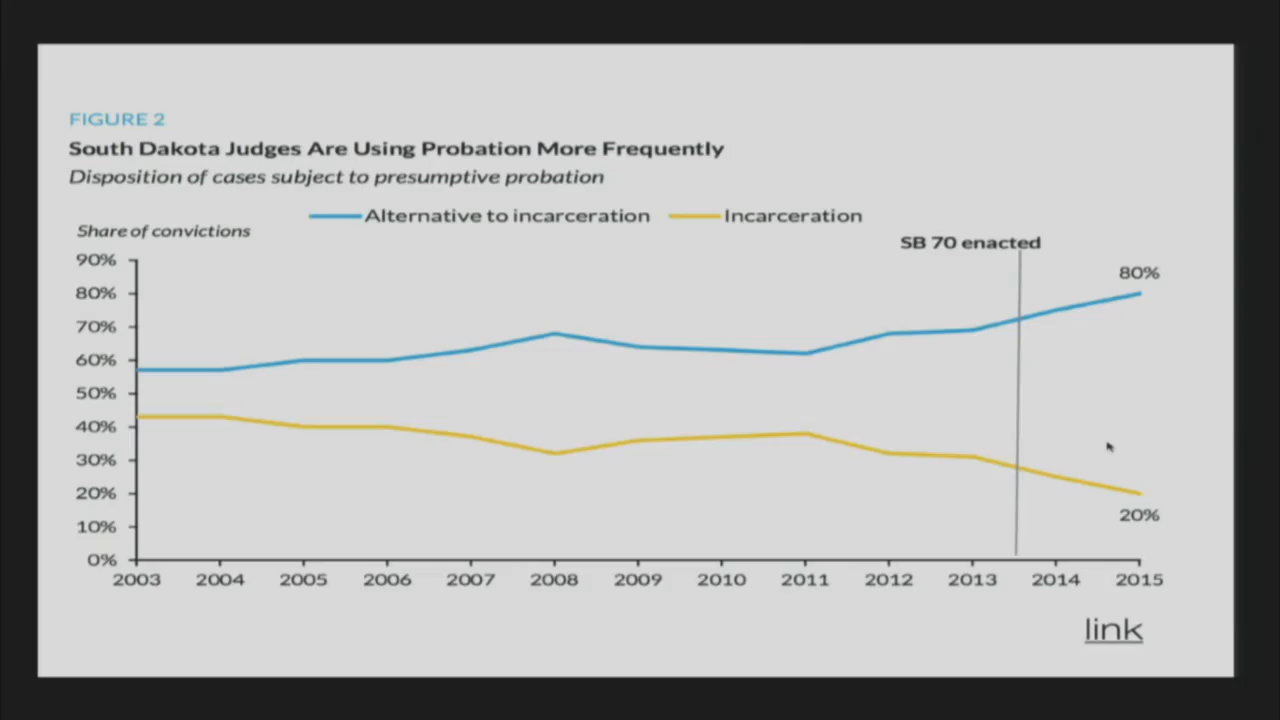 FIGURE 2
South Dakota Judges Are Using Probation More Frequently
Disposition of cases subject to presumptive probation
Alternative to incarceration Incarceration
Share of convictions
SB 70 enacted
90%
80%
80%
70%
60%
50%
40%
30%
20%
20%
10%
0%
2003 2004 2005 2006 2007 2008 2009 2010 2011 2012 2013 2014 2015
link